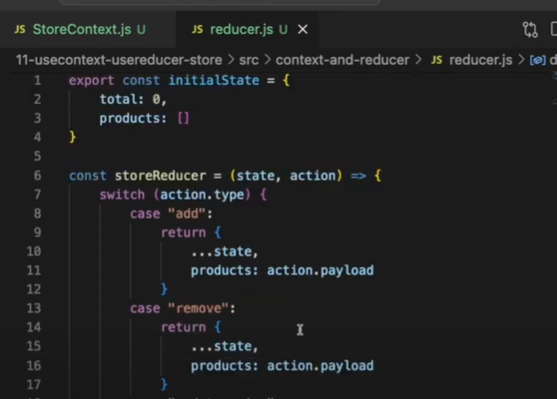 JS StoreContext.js U JS reducer.js U ×
11-usecontext-usereducer-store > src > context-and-reducer > JS reducer.js > [∅] d
1 export const initialState = {
2 total: 0,
3 products: []
4 }
5
6 const storeReducer = (state, action) => {
7 switch (action.type) {
8 case "add":
9 return {
10 ...state,
11 products: action.payload
12 }
13 case "remove":
14 return {
15 ...state,
16 products: action.payload
17 }